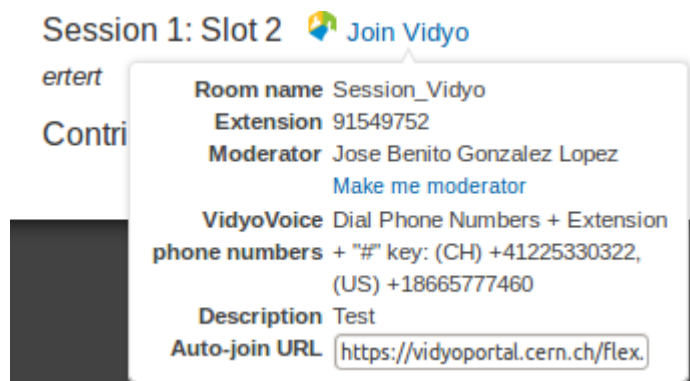 Session 1: Slot 2 Join Vidyo
ertert
Contri
Room name Session_Vidyo
Extension 91549752
Moderator Jose Benito Gonzalez Lopez
Make me moderator
VidyoVoice Dial Phone Numbers + Extension
phone numbers + "#" key: (CH) +41225330322,
(US) +18665777460
Description Test
Auto-join URL https://vidyoportal.cern.ch/flex.